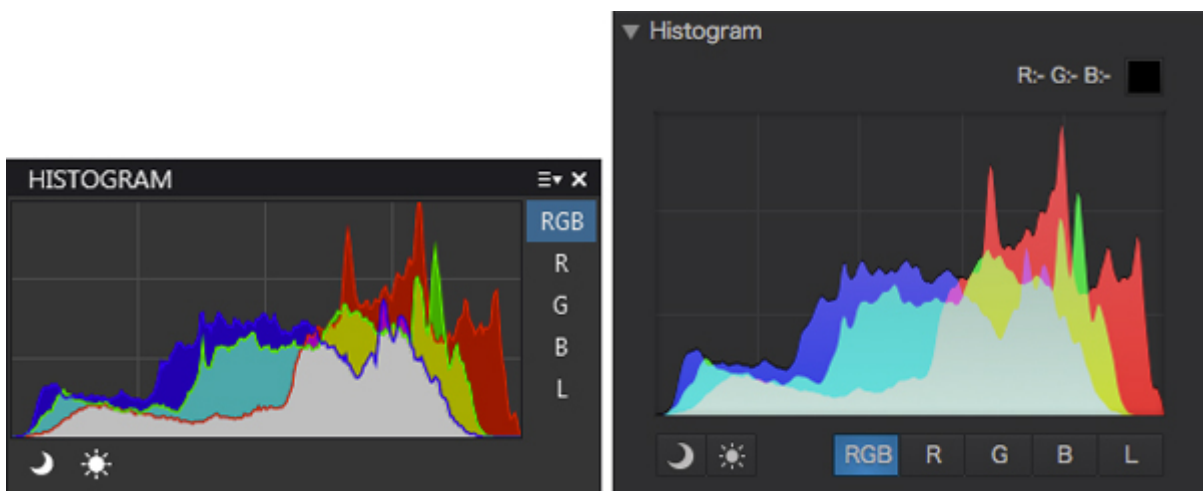 HISTOGRAM
RGB
R
G
B
L
Histogram
R:- G:- B:-
RGB R G B L